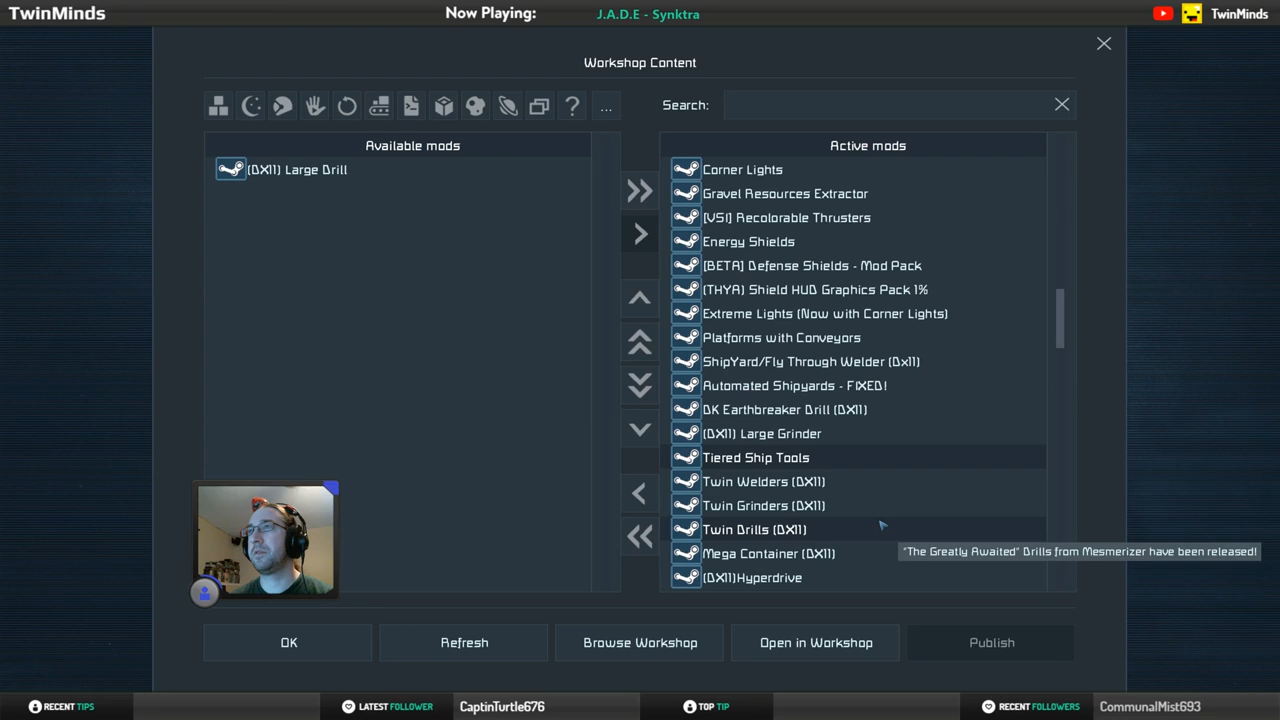 TwinMinds
Now Playing:
J.A.D.E - Synktra
TwinMinds
Workshop Content
...
Search:
Available mods
Active mods
(DX11) Large Drill
Corner Lights
Gravel Resources Extractor
[VSI] Recolorable Thrusters
Energy Shields
[BETA] Defense Shields - Mod Pack
(THYA) Shield HUD Graphics Pack 1%
Extreme Lights (Now with Corner Lights)
Platforms with Conveyors
ShipYard/Fly Through Welder (Dx11)
Automated Shipyards - FIXED!
DK Earthbreaker Drill (DX11)
(DX11) Large Grinder
Tiered Ship Tools
Twin Welders (DX11)
Twin Grinders (DX11)
Twin Drills (DX11)
Mega Container (DX11)
(DX11)Hyperdrive
"The Greatly Awaited" Drills from Mesmerizer have been released!
OK
Refresh
Browse Workshop
Open in Workshop
Publish
RECENT TIPS
LATEST FOLLOWER
CaptinTurtle676
TOP TIP
RECENT FOLLOWERS
CommunalMist693